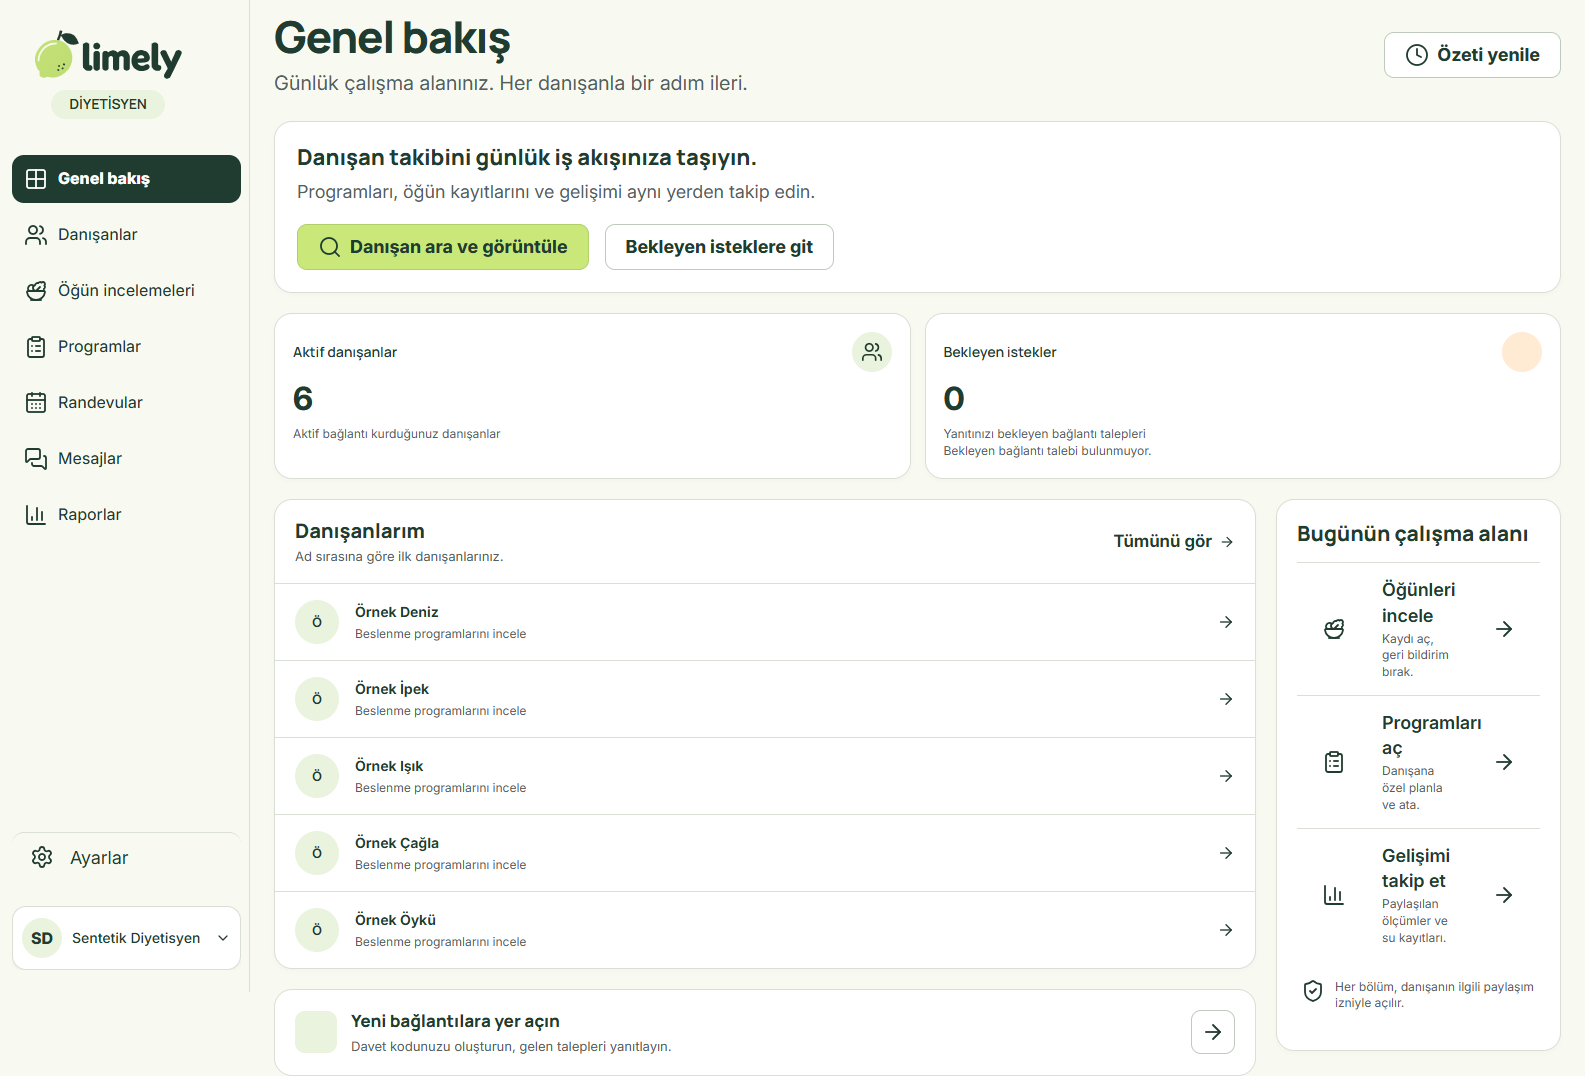 limely
DİYETİSYEN
Genel bakış
Danışanlar
Öğün incelemeleri
Programlar
Randevular
Mesajlar
Raporlar
Ayarlar
SD
Sentetik Diyetisyen
Genel bakış
Günlük çalışma alanınız. Her danışanla bir adım ileri.
Özeti yenile
Danışan takibini günlük iş akışınıza taşıyın.
Programları, öğün kayıtlarını ve gelişimi aynı yerden takip edin.
Danışan ara ve görüntüle
Bekleyen isteklere git
Aktif danışanlar
6
Aktif bağlantı kurduğunuz danışanlar
Bekleyen istekler
0
Yanıtınızı bekleyen bağlantı talepleri
Bekleyen bağlantı talebi bulunmuyor.
Danışanlarım
Ad sırasına göre ilk danışanlarınız.
Tümünü gör
Ö
Örnek Deniz
Beslenme programlarını incele
Ö
Örnek İpek
Beslenme programlarını incele
Ö
Örnek Işık
Beslenme programlarını incele
Ö
Örnek Çağla
Beslenme programlarını incele
Ö
Örnek Öykü
Beslenme programlarını incele
Yeni bağlantılara yer açın
Davet kodunuzu oluşturun, gelen talepleri yanıtlayın.
Bugünün çalışma alanı
Öğünleri
incele
Kaydı aç,
geri bildirim
bırak.
Programları
aç
Danışana
özel planla
ve ata.
Gelişimi
takip et
Paylaşılan
ölçümler ve
su kayıtları.
Her bölüm, danışanın ilgili paylaşım
izniyle açılır.